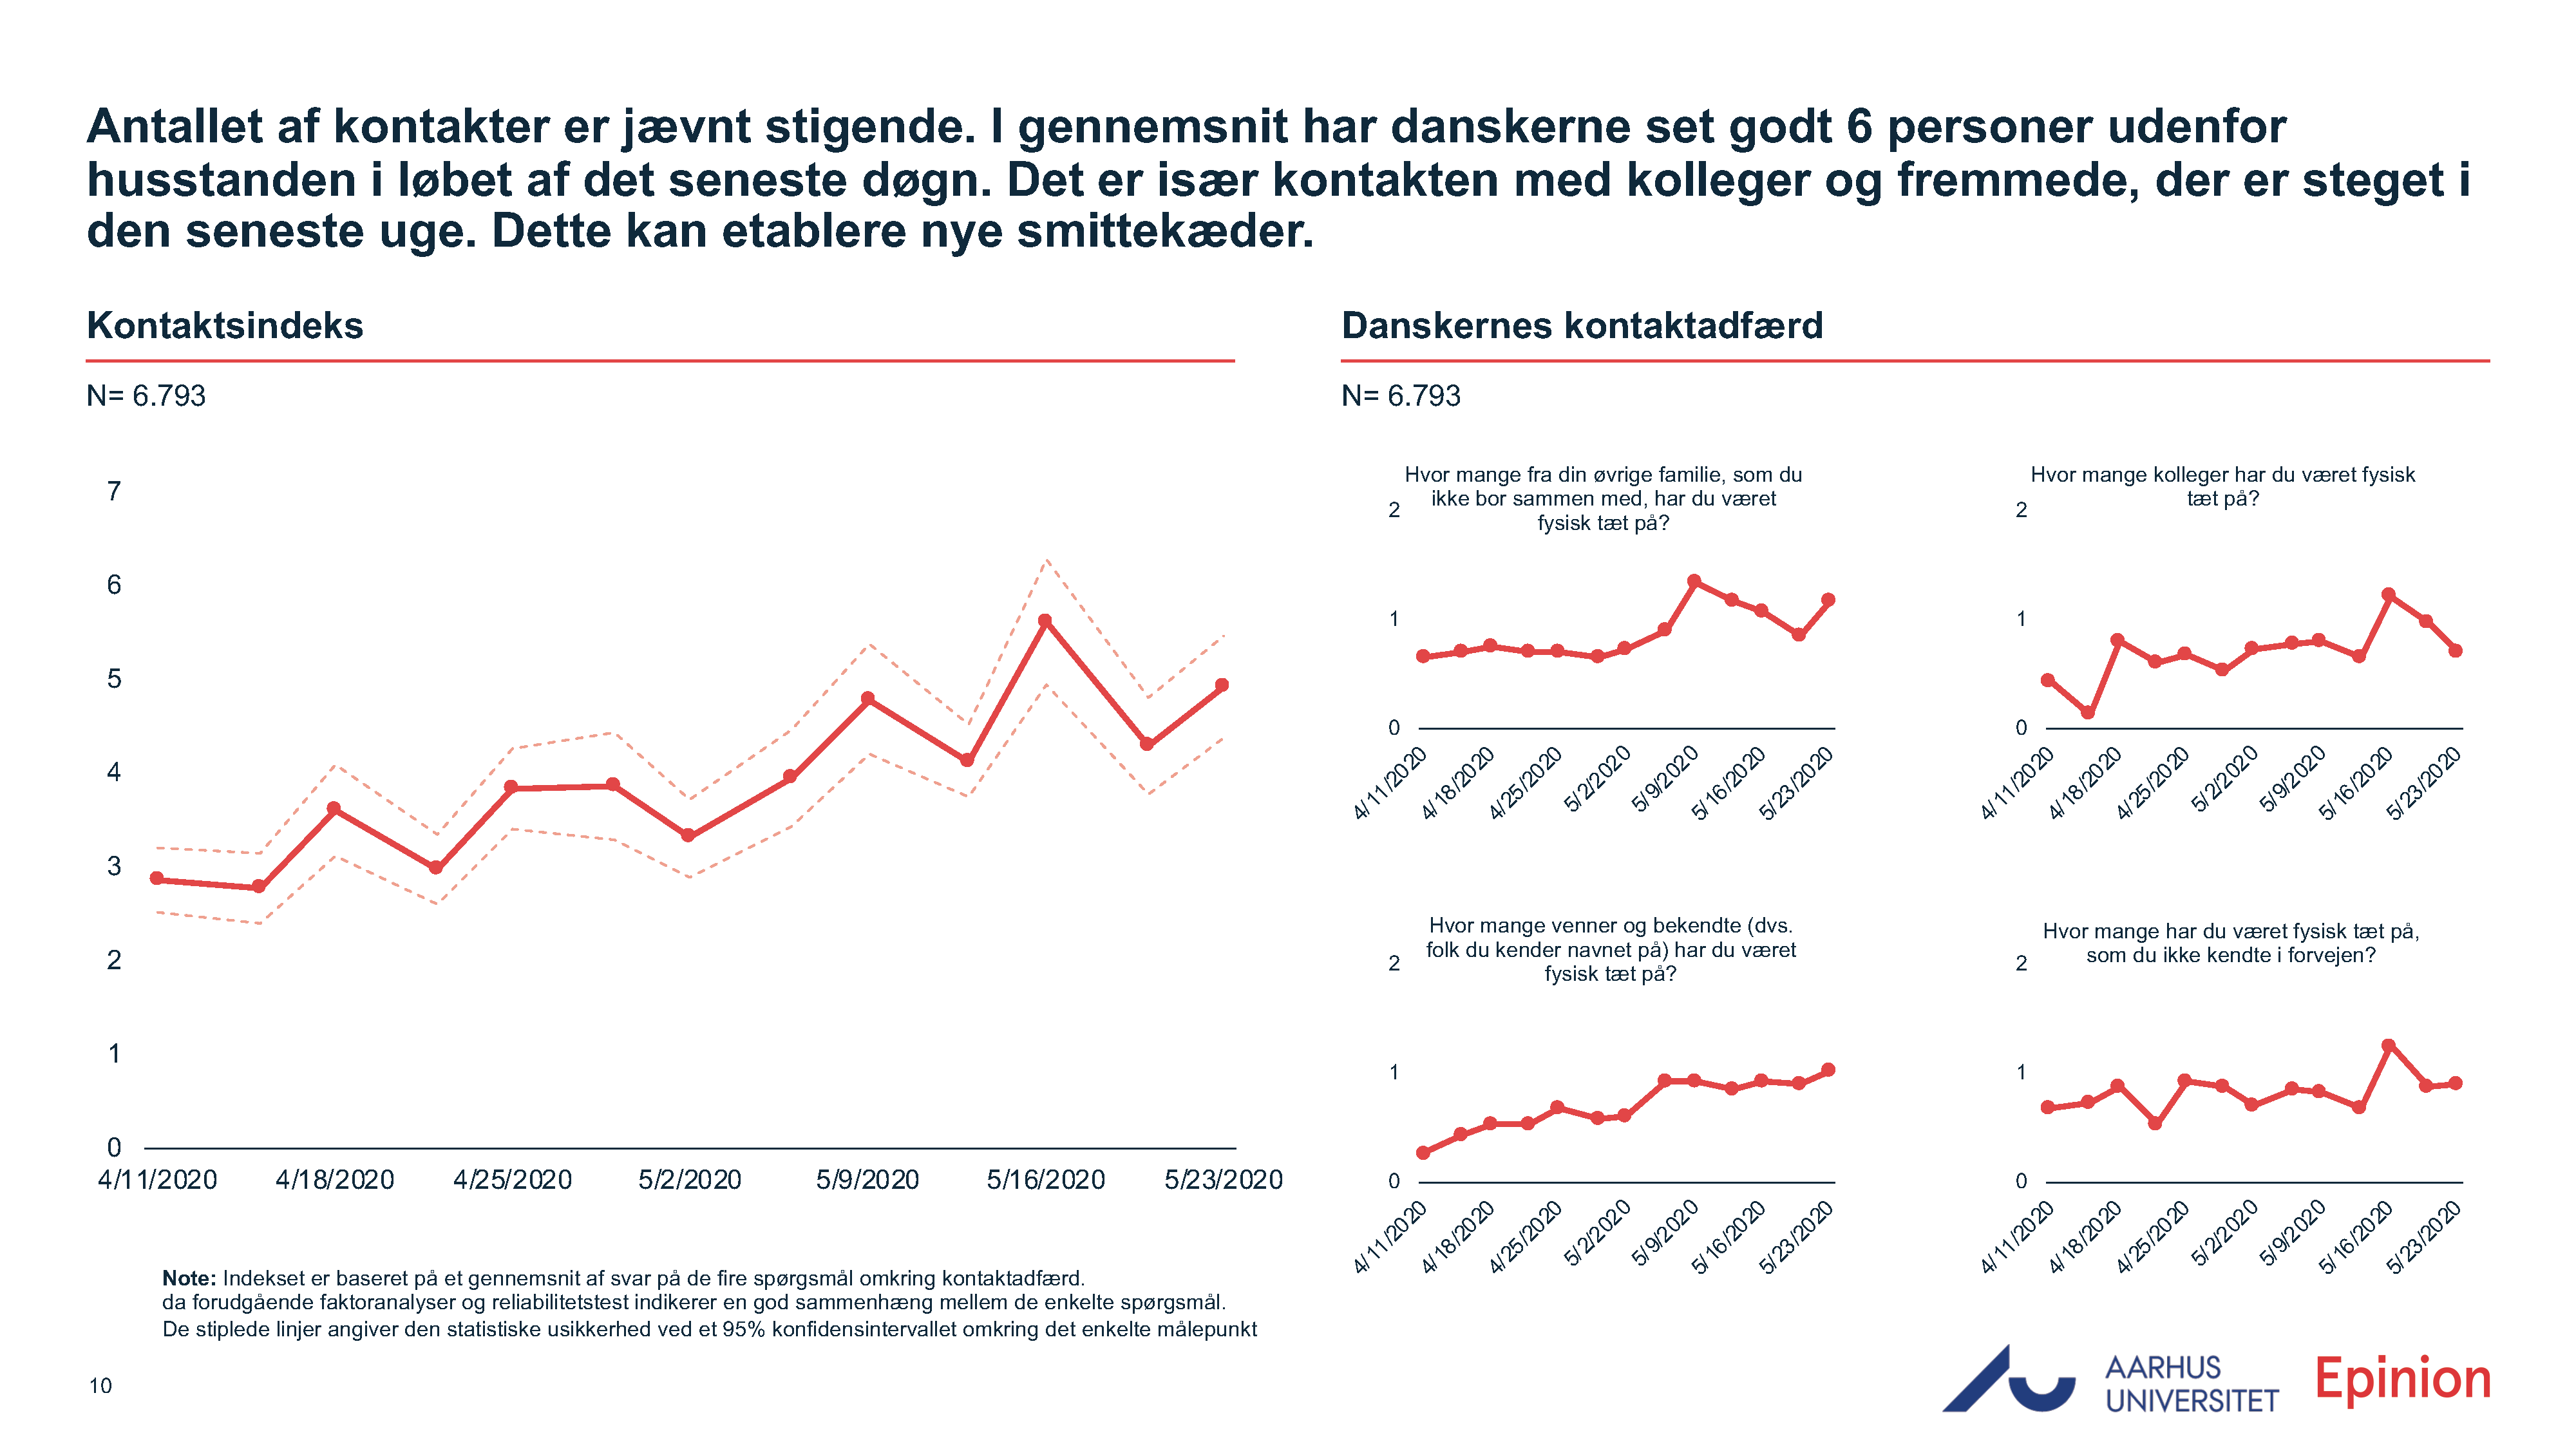 Antallet af kontakter er jævnt stigende. I gennemsnit har danskerne set godt 6 personer udenfor
husstanden i løbet af det seneste døgn. Det er især kontakten med kolleger og fremmede, der er steget i
den seneste uge. Dette kan etablere nye smittekæder.
Kontaktsindeks
N= 6.793
7
6
5
4
3
2
1
0
4/11/2020 4/18/2020 4/25/2020 5/2/2020 5/9/2020 5/16/2020 5/23/2020
Note: Indekset er baseret på et gennemsnit af svar på de fire spørgsmål omkring kontaktadfærd.
da forudgående faktoranalyser og reliabilitetstest indikerer en god sammenhæng mellem de enkelte spørgsmål.
De stiplede linjer angiver den statistiske usikkerhed ved et 95% konfidensintervallet omkring det enkelte målepunkt
Danskernes kontaktadfærd
N= 6.793
Hvor mange fra din øvrige familie, som du
ikke bor sammen med, har du været
fysisk tæt på?
2
1
0
4/11/2020 4/18/2020 4/25/2020 5/2/2020 5/9/2020 5/16/2020 5/23/2020
Hvor mange kolleger har du været fysisk
tæt på?
2
1
0
4/11/2020 4/18/2020 4/25/2020 5/2/2020 5/9/2020 5/16/2020 5/23/2020
Hvor mange venner og bekendte (dvs.
folk du kender navnet på) har du været
fysisk tæt på?
2
1
0
4/11/2020 4/18/2020 4/25/2020 5/2/2020 5/9/2020 5/16/2020 5/23/2020
Hvor mange har du været fysisk tæt på,
som du ikke kendte i forvejen?
2
1
0
4/11/2020 4/18/2020 4/25/2020 5/2/2020 5/9/2020 5/16/2020 5/23/2020
10
AARHUS
UNIVERSITET
Epinion